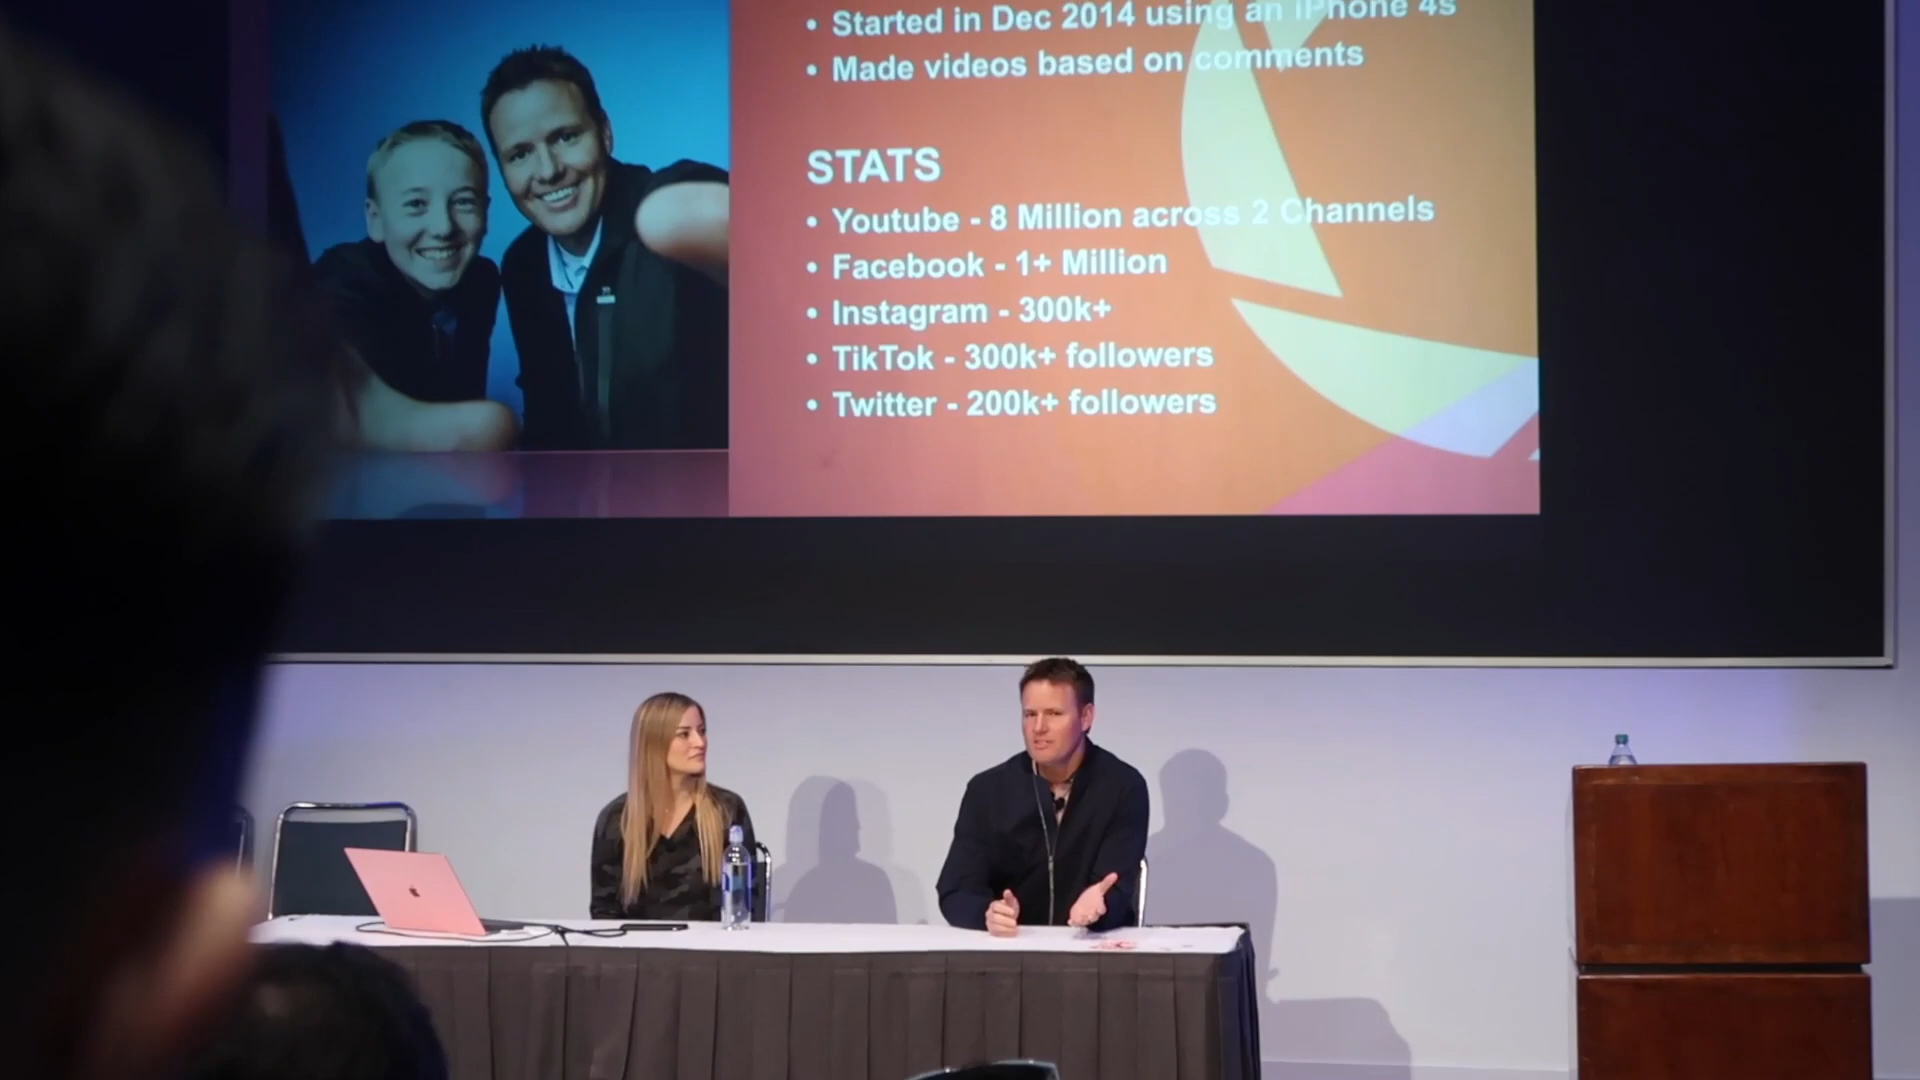 • Started in Dec 2014 using an iPhone 4s
• Made videos based on comments
STATS
• Youtube - 8 Million across 2 Channels
• Facebook - 1+ Million
• Instagram - 300k+
• TikTok - 300k+ followers
• Twitter - 200k+ followers